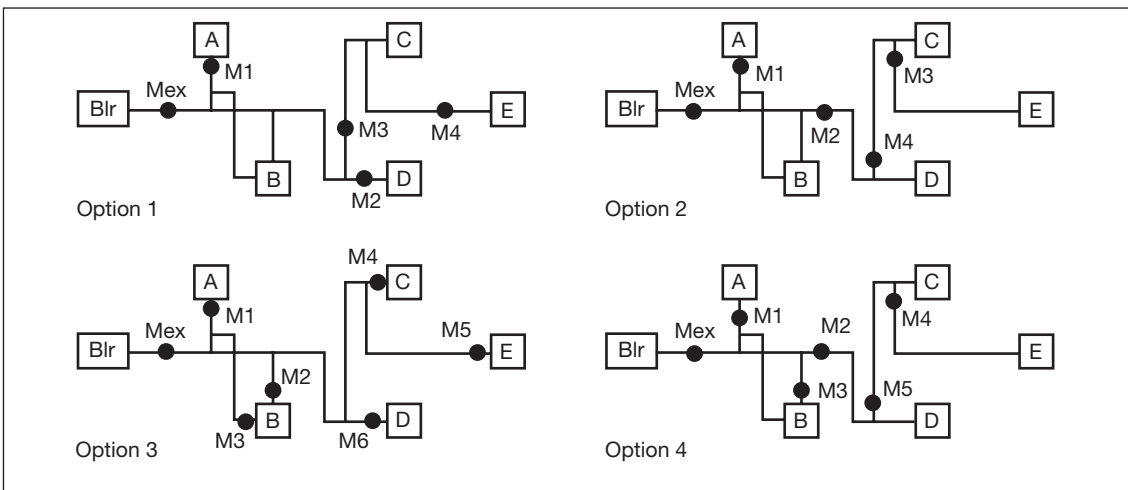 A
M1
Mex
Blr
B
C
M3
M4
E
M2
D
Option 1
A
M1
Mex
Blr
M2
B
C
M3
E
M4
D
Option 2
M4
A
M1
Mex
Blr
M2
B
M3
C
M5
E
M6
D
Option 3
A
M1
M2
Mex
Blr
M3
B
C
M4
E
M5
D
Option 4